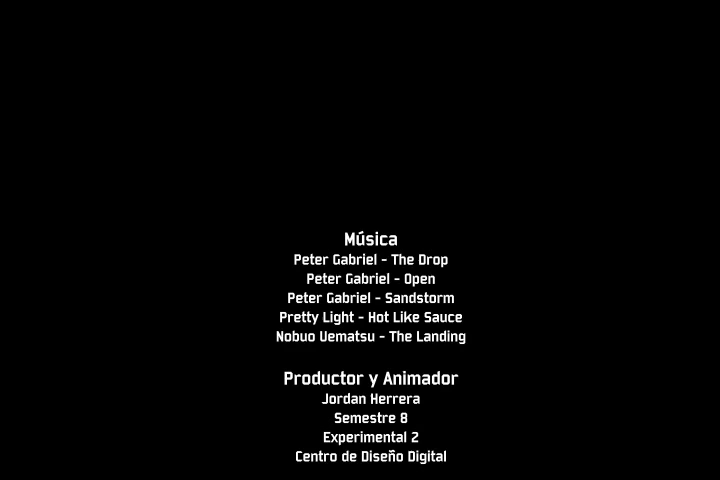 Música
Peter Gabriel - The Drop
Peter Gabriel - Open
Peter Gabriel - Sandstorm
Pretty Light - Hot Like Sauce
Nobuo Uematsu - The Landing
Productor y Animador
Jordan Herrera
Semestre 8
Experimental 2
Centro de Diseño Digital